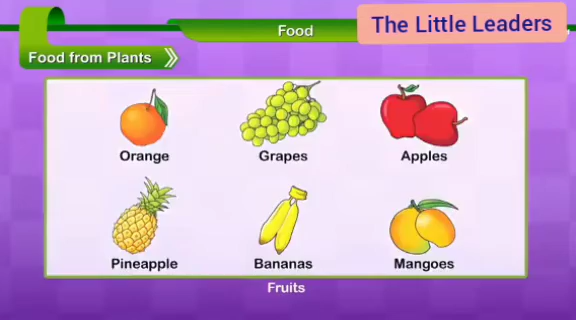 Food
The Little Leaders
Food from Plants
Orange
Grapes
Apples
Pineapple
Bananas
Mangoes
Fruits